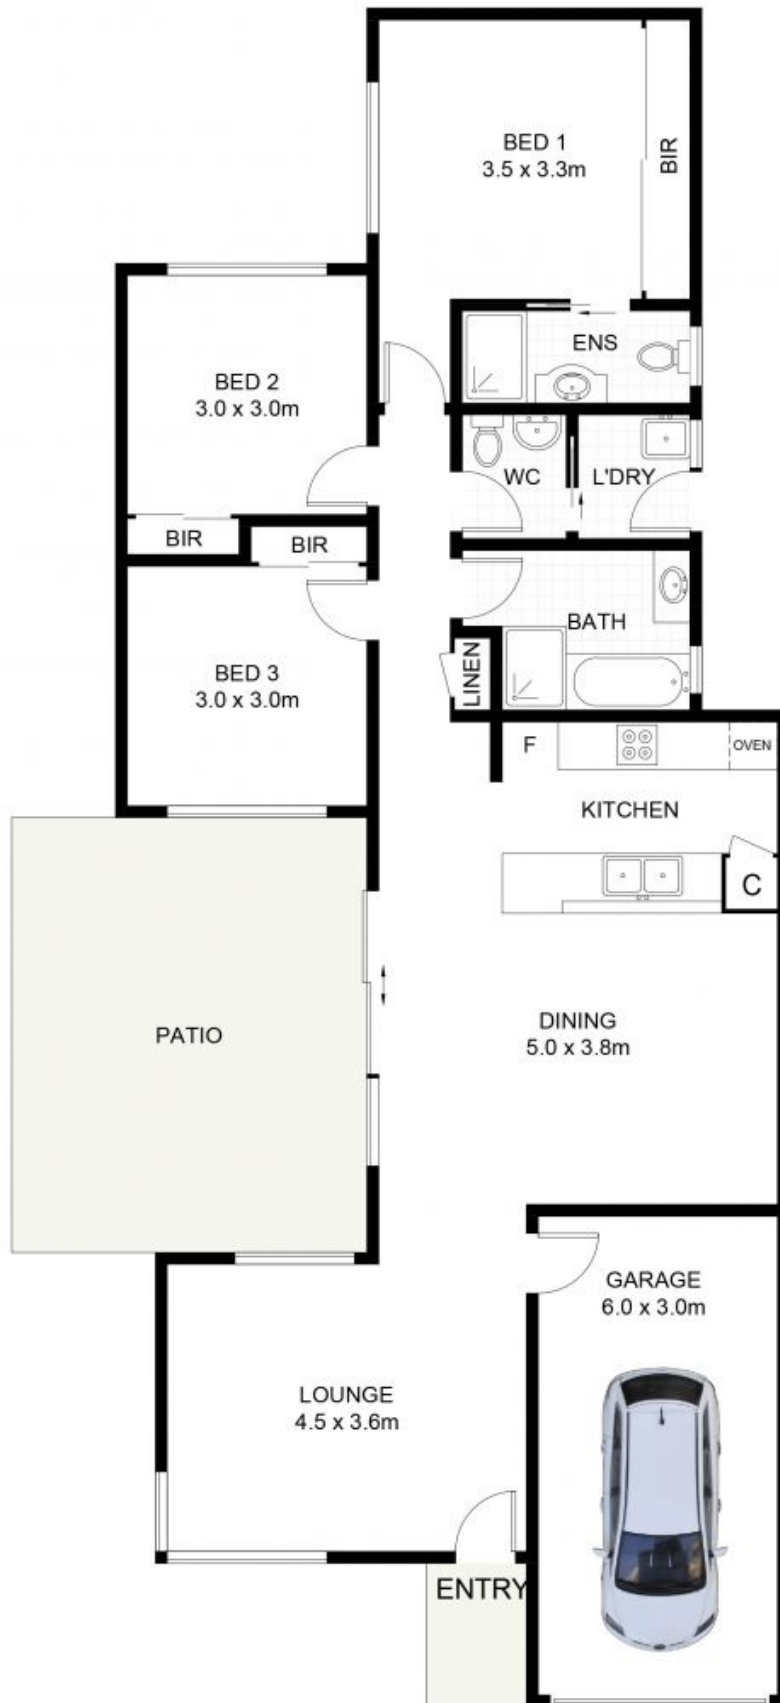 BED 1
3.5 x 3.3m
BIR
ENS
BED 2
3.0 x 3.0m
WC
L'DRY
BIR
BIR
BATH
BED 3
3.0 x 3.0m
LINEN
F
OVEN
KITCHEN
C
PATIO
DINING
5.0 x 3.8m
GARAGE
6.0 x 3.0m
LOUNGE
4.5 x 3.6m
ENTRY